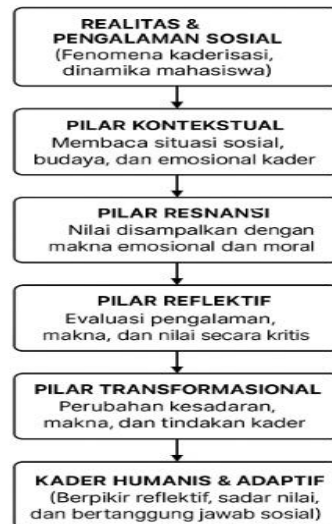 REALITAS &
PENGALAMAN SOSIAL
(Fenomena kaderisasi,
dinamika mahasiswa)
PILAR KONTEKSTUAL
Membaca situasi sosial,
budaya, dan emosional kader
PILAR RESNANSI
Nilai disampalkan dengan
makna emosional dan moral
PILAR REFLEKTIF
Evaluasi pengalaman,
makna, dan nilai secara kritis
PILAR TRANSFORMASIONAL
Perubahan kesadaran,
makna, dan tindakan kader
KADER HUMANIS & ADAPTIF
(Berpikir reflektif, sadar nilai,
dan bertanggung jawab sosial)